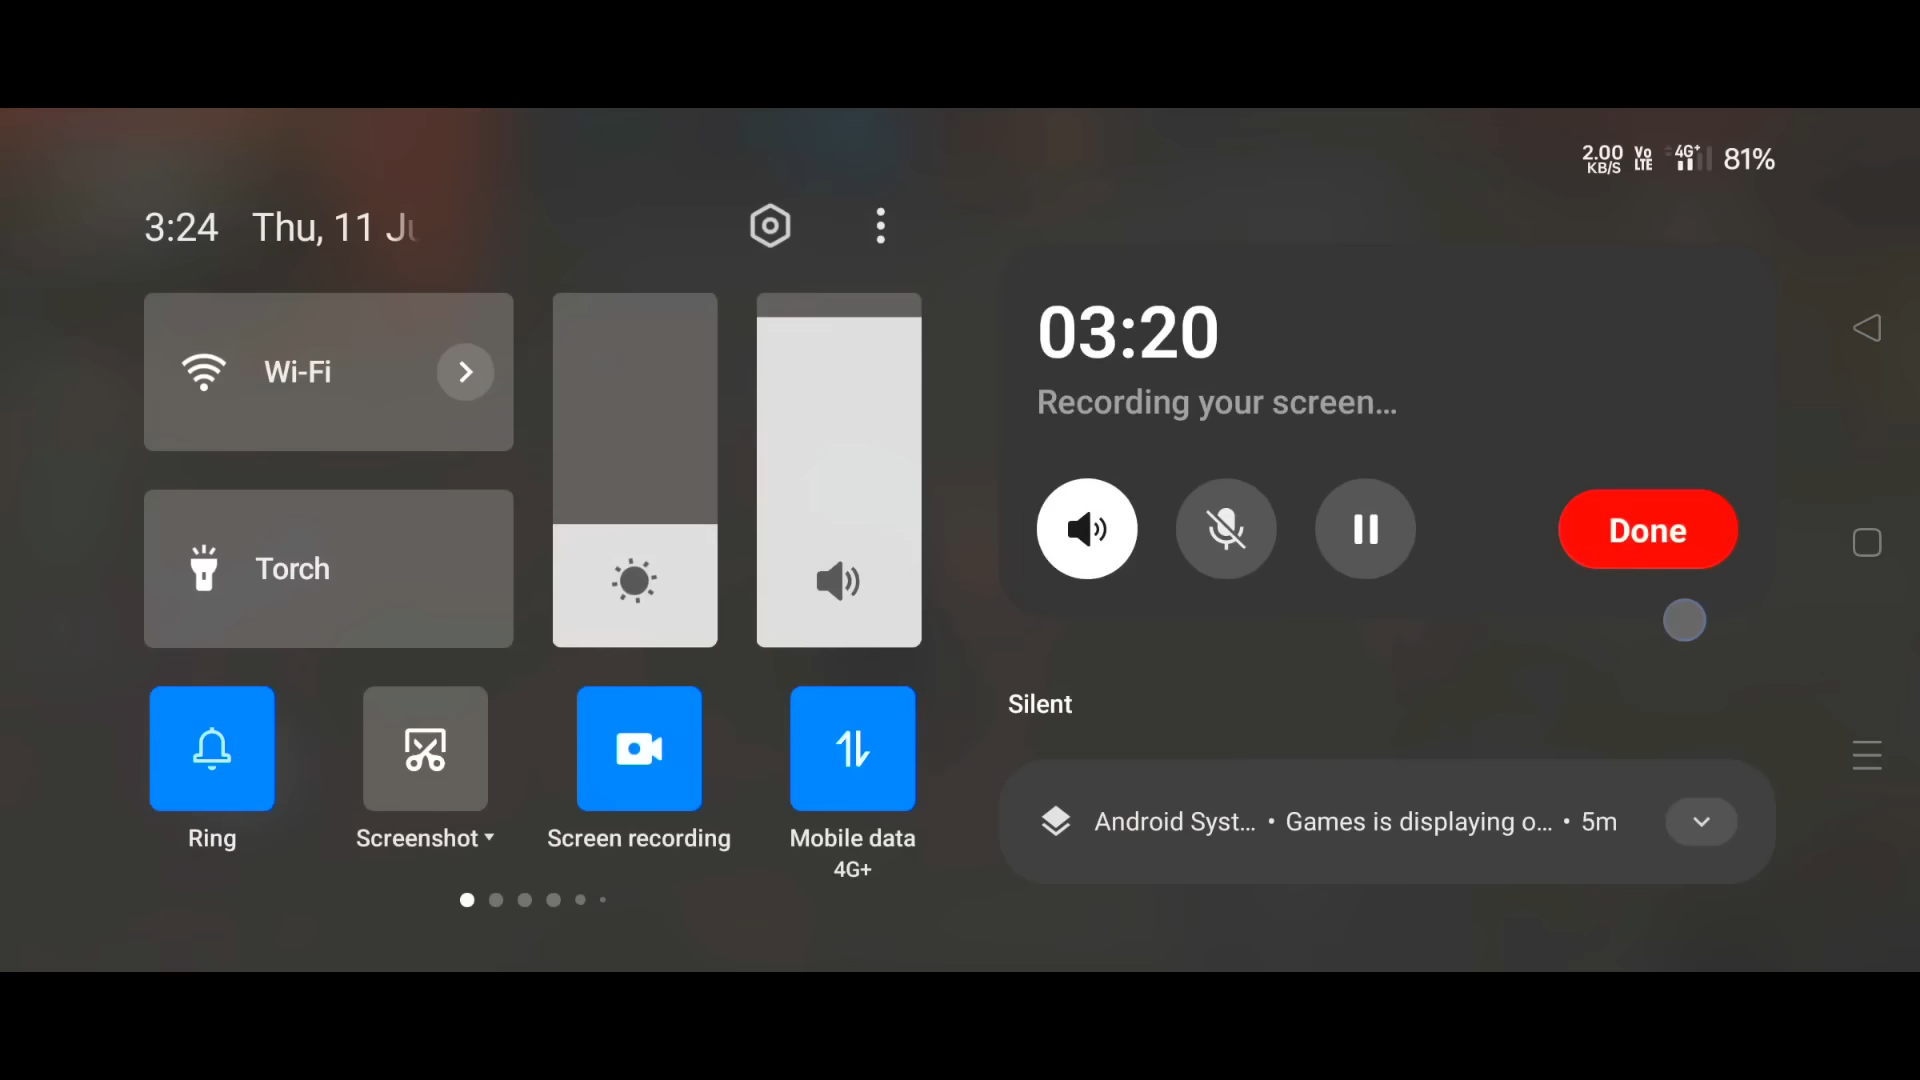 2.00
KB/S
Vo
LTE
4G+
81%
3:24 Thu, 11 Ju
Wi-Fi
Torch
Ring
Screenshot
Screen recording
Mobile data
4G+
03:20
Recording your screen...
Done
Silent
Android Syst... • Games is displaying o... • 5m